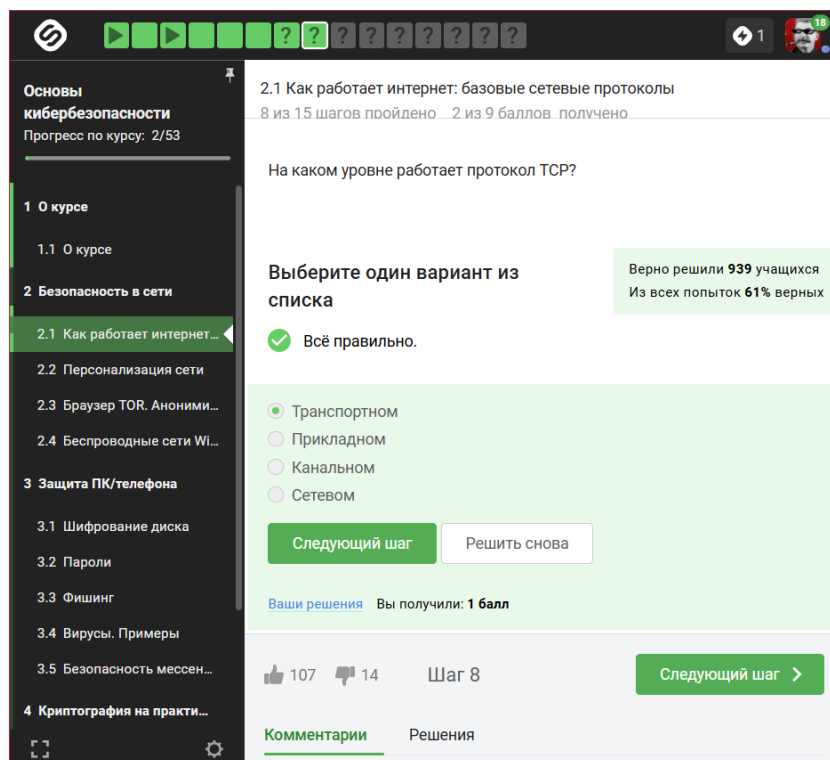 ? ? ? ? ? ? ? ? ?
1
18
Основы
кибербезопасности
Прогресс по курсу: 2/53
1 О курсе
1.1 О курсе
2 Безопасность в сети
2.1 Как работает интернет...
2.2 Персонализация сети
2.3 Браузер TOR. Аноними...
2.4 Беспроводные сети Wi...
3 Защита ПК/телефона
3.1 Шифрование диска
3.2 Пароли
3.3 Фишинг
3.4 Вирусы. Примеры
3.5 Безопасность мессен...
4 Криптография на практи...
2.1 Как работает интернет: базовые сетевые протоколы
8 из 15 шагов пройдено 2 из 9 баллов получено
На каком уровне работает протокол TCP?
Выберите один вариант из
списка
Верно решили 939 учащихся
Из всех попыток 61% верных
Всё правильно.
Транспортном
Прикладном
Канальном
Сетевом
Следующий шаг
Решить снова
Ваши решения Вы получили: 1 балл
107
14
Шаг 8
Следующий шаг
Комментарии
Решения